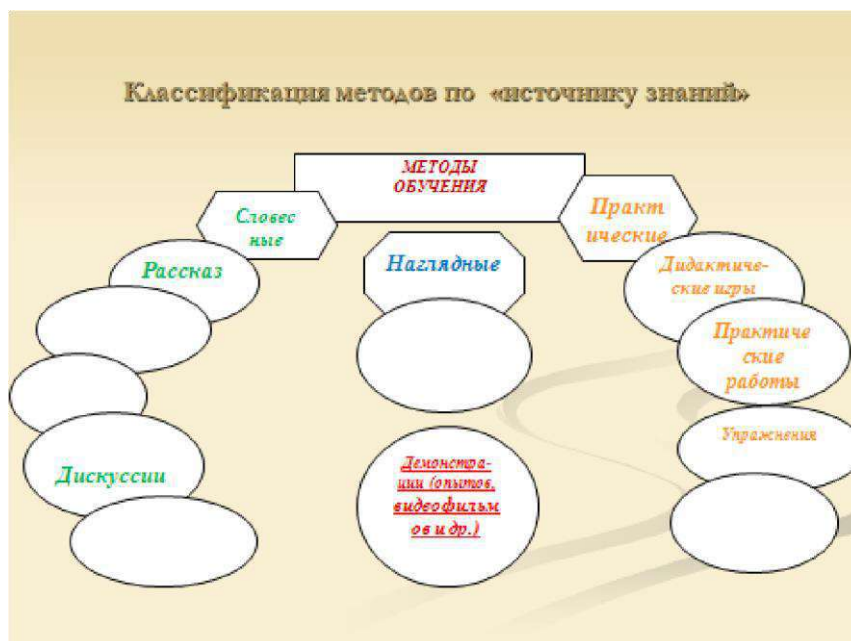 Классификация методов по «источнику знаний»
МЕТОДЫ
ОБУЧЕНИЯ
Словес
ные
Рассказ
Дискуссии
Наглядные
Демонстра-
ции (опытов,
видеофильм
ов и др.)
Практ
ические
Дидактиче-
ские игры
Практиче
ские
работы
Упражнения